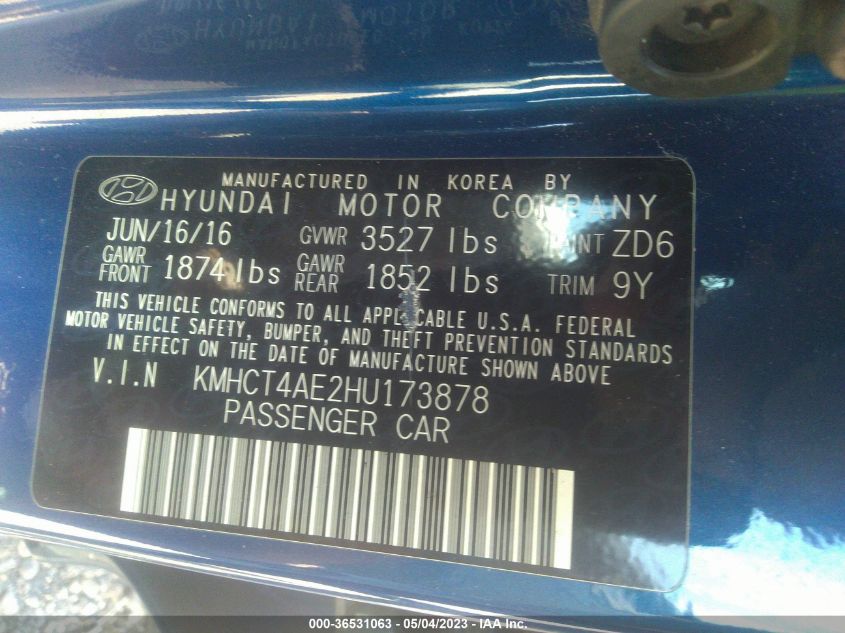 MANUFACTURED IN KOREA BY
HYUNDAI MOTOR COMPANY
JUN/16/16 GVWR 3527 lbs PAINT ZD6
GAWR FRONT 1874 lbs GAWR REAR 1852 lbs TRIM 9Y
THIS VEHICLE CONFORMS TO ALL APPLICABLE U.S.A. FEDERAL
MOTOR VEHICLE SAFETY, BUMPER, AND THEFT PREVENTION STANDARDS
IN EFFECT ON THE DATE OF MANUFACTURE SHOWN ABOVE
V.I.N KMHCT4AE2HU173878
PASSENGER CAR
000-36531063 - 05/04/2023 - IAA Inc.